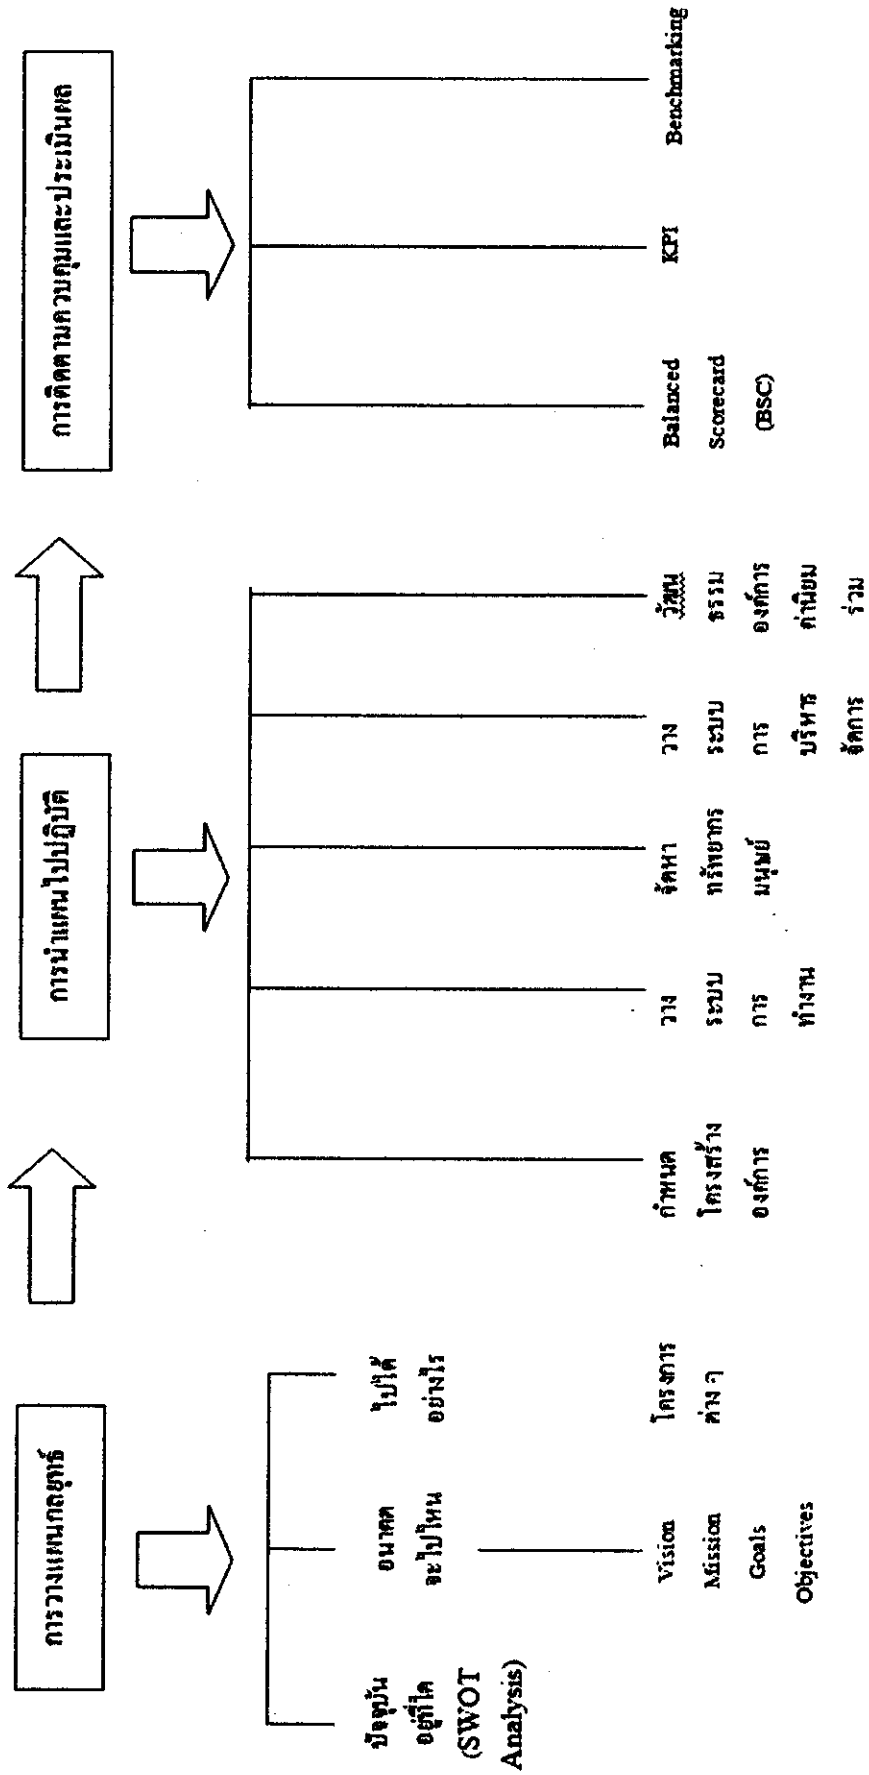 การวางแผนกลยุทธ์
การนำแผนไปปฏิบัติ
การติดตามควบคุมและประเมินผล
ปัจจุบัน
อยู่ที่ใด
(SWOT
Analysis)
อนาคต
จะไปไหน
ไปได้
อย่างไร
Vision
Mission
Goals
Objectives
โครงการ
ต่าง ๆ
กำหนด
โครงสร้าง
องค์การ
วาง
ระบบ
การ
ทำงาน
จัดหา
ทรัพยากร
มนุษย์
วาง
ระบบ
การ
บริหาร
จัดการ
วัฒน
ธรรม
องค์การ
ค่านิยม
ร่วม
Balanced
Scorecard
(BSC)
KPI
Benchmarking